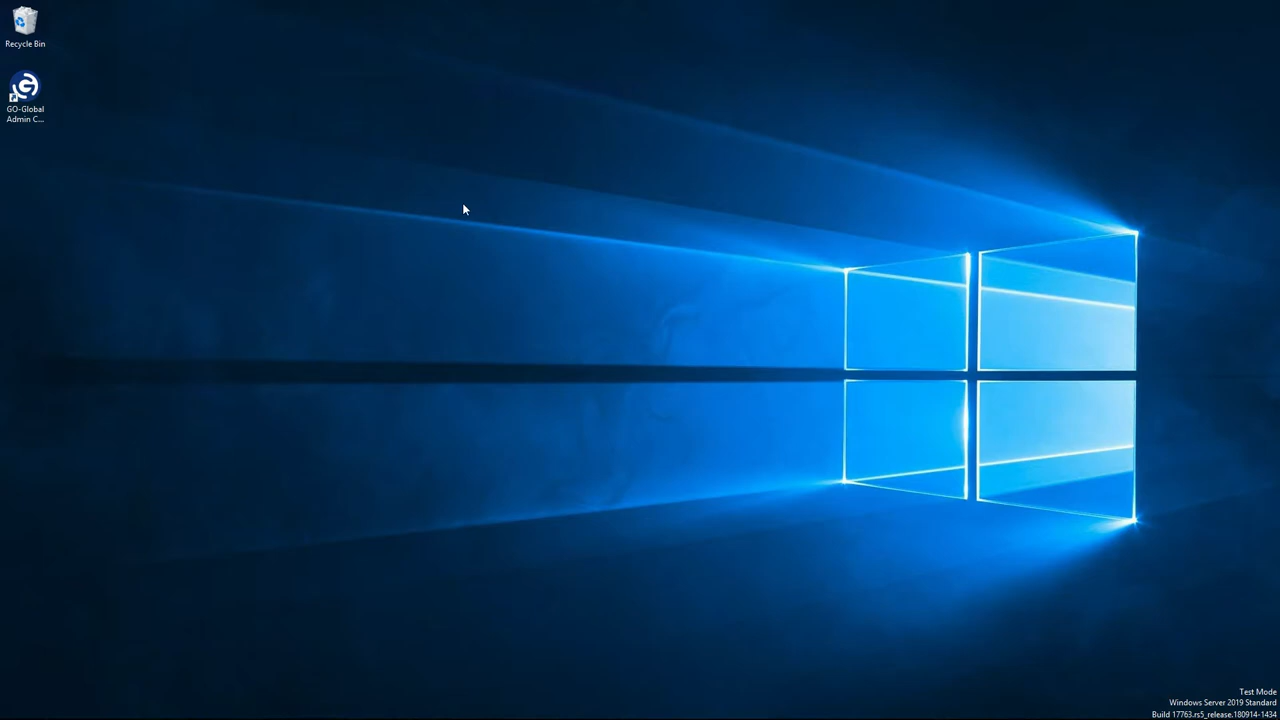 Recycle Bin
GO-Global
Admin C...
Test Mode
Windows Server 2019 Standard
Build 17763.rs5_release.180914-1434